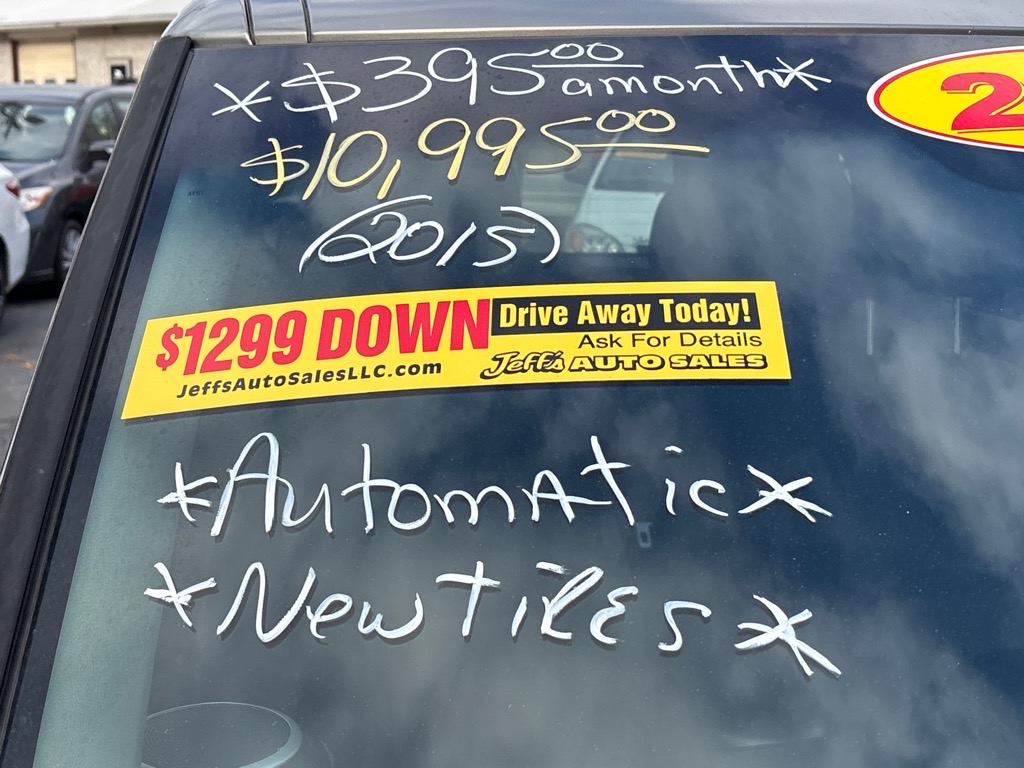 *$395.00 a month*
$10,995.00
(2015)
$1299 DOWN
JeffsAutoSalesLLC.com
Drive Away Today!
Ask For Details
Jeff's AUTO SALES
*Automatic*
*New tires*
2